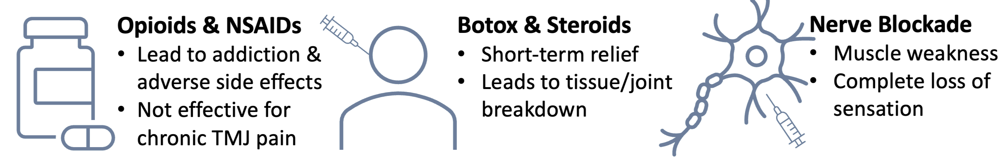 Opioids & NSAIDs
• Lead to addiction &
adverse side effects
• Not effective for
chronic TMJ pain
Botox & Steroids
• Short-term relief
• Leads to tissue/joint
breakdown
Nerve Blockade
• Muscle weakness
• Complete loss of
sensation